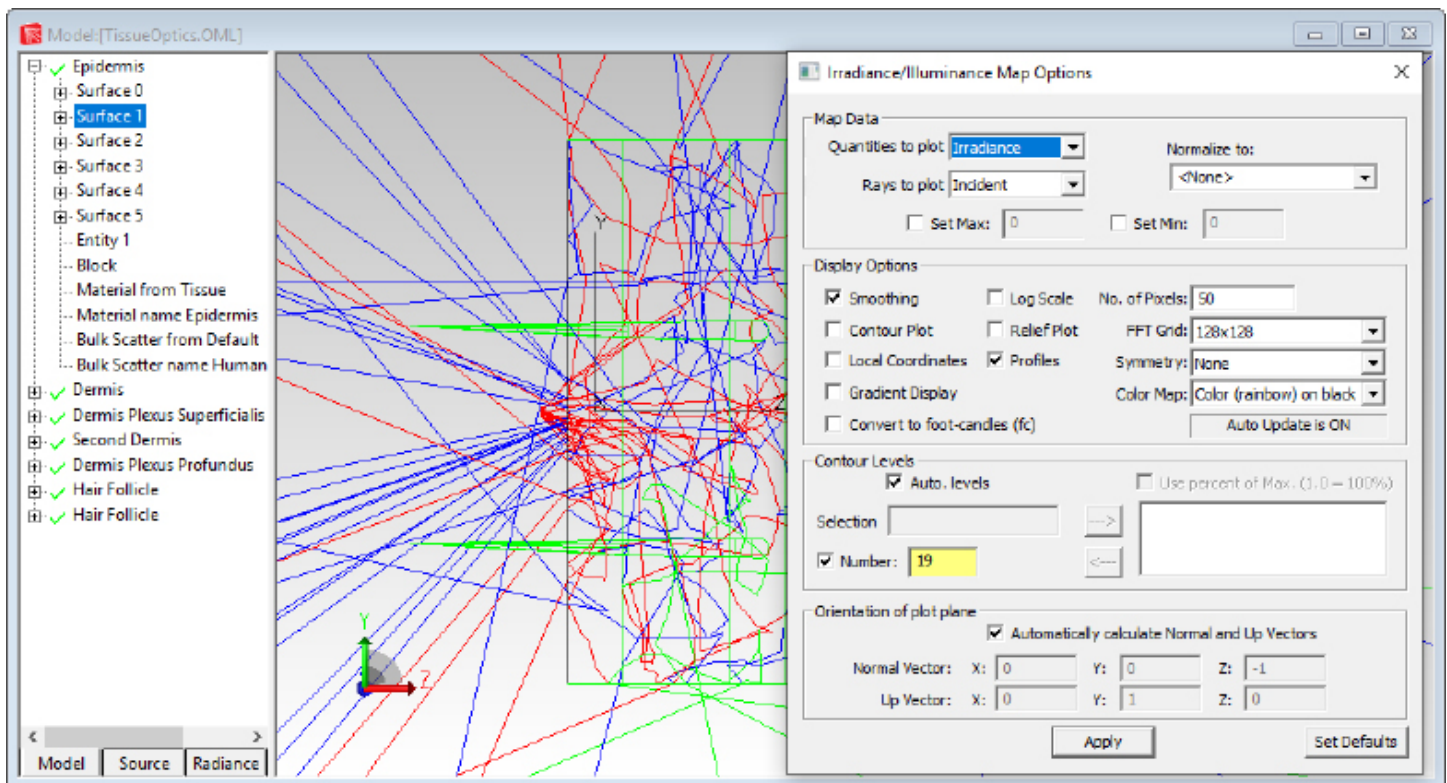 Model:[TissueOptics.OML]
Epidermis
Surface 0
Surface 1
Surface 2
Surface 3
Surface 4
Surface 5
Entity 1
Block
Material from Tissue
Material name Epidermis
Bulk Scatter from Default
Bulk Scatter name Human
Dermis
Dermis Plexus Superficialis
Second Dermis
Dermis Plexus Profundus
Hair Follicle
Hair Follicle
Model Source Radiance
Y
Y
Z
Irradiance/Illuminance Map Options
Map Data
Quantities to plot Irradiance Normalize to:
Rays to plot Incident <None>
Set Max: 0 Set Min: 0
Display Options
Smoothing Log Scale No. of Pixels: 50
Contour Plot Relief Plot FFT Grid: 128x128
Local Coordinates Profiles Symmetry: None
Gradient Display Color Map: Color (rainbow) on black
Convert to foot-candles (fc) Auto Update is ON
Contour Levels
Auto. levels Use percent of Max. (1.0 = 100%)
Selection --->
Number: 19 <---
Orientation of plot plane
Automatically calculate Normal and Up Vectors
Normal Vector: X: 0 Y: 0 Z: -1
Up Vector: X: 0 Y: 1 Z: 0
Apply Set Defaults